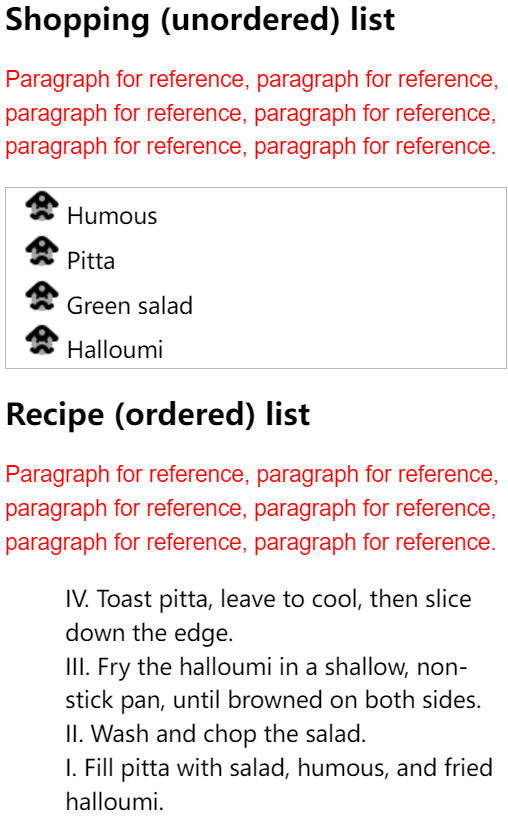 Shopping (unordered) list
Paragraph for reference, paragraph for reference,
paragraph for reference, paragraph for reference,
paragraph for reference, paragraph for reference.
Humous
Pitta
Green salad
Halloumi
Recipe (ordered) list
Paragraph for reference, paragraph for reference,
paragraph for reference, paragraph for reference,
paragraph for reference, paragraph for reference.
IV. Toast pitta, leave to cool, then slice
down the edge.
III. Fry the halloumi in a shallow, non-
stick pan, until browned on both sides.
II. Wash and chop the salad.
I. Fill pitta with salad, humous, and fried
halloumi.